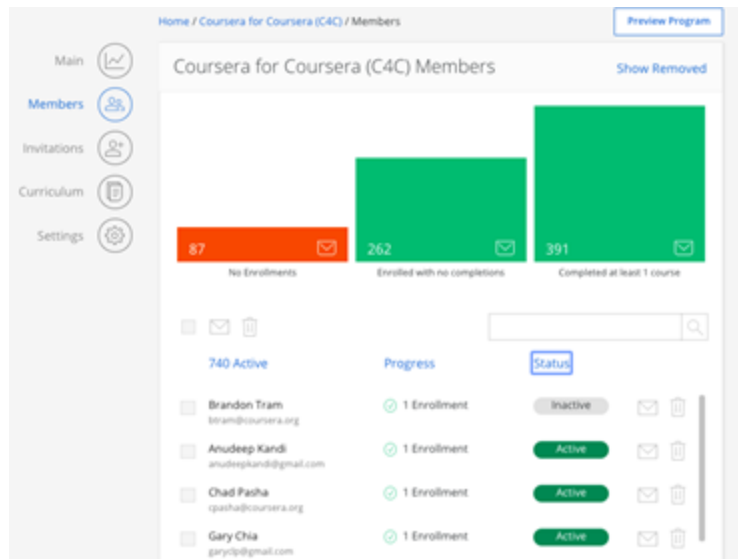 Home / Coursera for Coursera (C4C) / Members
Preview Program
Main
Members
Invitations
Curriculum
Settings
Coursera for Coursera (C4C) Members
Show Removed
87
262
391
No Enrollments
Enrolled with no completions
Completed at least 1 course
740 Active
Progress
Status
Brandon Tram
btram@coursera.org
1 Enrollment
Inactive
Anudeep Kandi
anudeepkandi@gmail.com
1 Enrollment
Active
Chad Pasha
cpasha@coursera.org
1 Enrollment
Active
Gary Chia
garyclp@gmail.com
1 Enrollment
Active